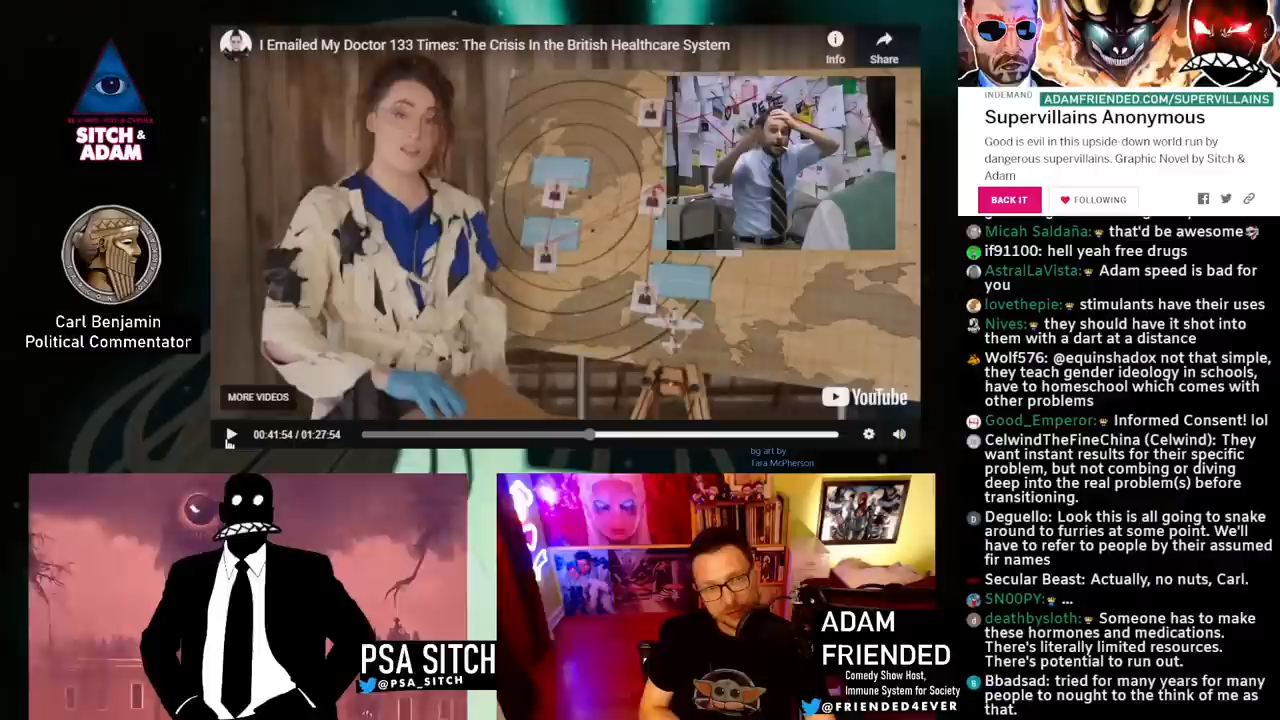 I Emailed My Doctor 133 Times: The Crisis In the British Healthcare System
Info
Share
SITCH &
ADAM
Carl Benjamin
Political Commentator
PEPE
MORE VIDEOS
YouTube
00:41:54 / 01:27:54
bg art by
Tara McPherson
PSA SITCH
@PSA_SITCH
ADAM
FRIENDED
Comedy Show Host,
Immune System for Society
@FRIENDED4EVER
INDEMAND
ADAMFRIENDED.COM/SUPERVILLAINS
Supervillains Anonymous
Good is evil in this upside-down world run by
dangerous supervillains. Graphic Novel by Sitch &
Adam
BACK IT
FOLLOWING
Micah Saldaña: that'd be awesome
if91100: hell yeah free drugs
AstralLaVista: Adam speed is bad for
you
lovethepie: stimulants have their uses
Nives: they should have it shot into
them with a dart at a distance
Wolf576: @equinshadox not that simple,
they teach gender ideology in schools,
have to homeschool which comes with
other problems
Good_Emperor: Informed Consent! lol
CelwindTheFineChina (Celwind): They
want instant results for their specific
problem, but not combing or diving
deep into the real problem(s) before
transitioning.
Deguello: Look this is all going to snake
around to furries at some point. We'll
have to refer to people by their assumed
fir names
Secular Beast: Actually, no nuts, Carl.
SN00PY: ...
deathbysloth: Someone has to make
these hormones and medications.
There's literally limited resources.
There's potential to run out.
Bbadsad: tried for many years for many
people to nought to the think of me as
that.